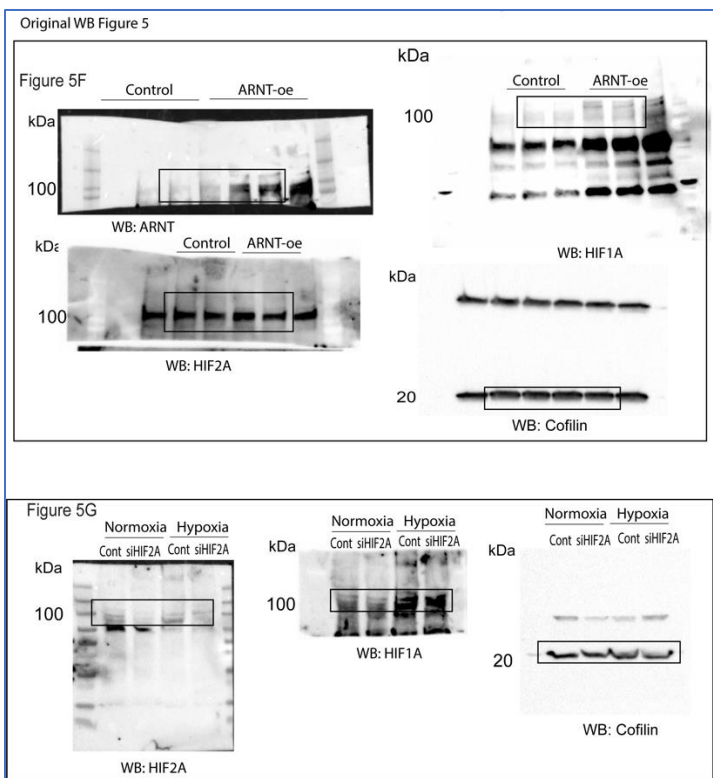 Original WB Figure 5
Figure 5F
Control ARNT-oe
kDa
100
WB: ARNT
kDa
Control ARNT-oe
100
WB: HIF2A
kDa
Control ARNT-oe
100
WB: HIF1A
kDa
20
WB: Cofilin
Figure 5G
Normoxia Hypoxia
Cont siHIF2A Cont siHIF2A
kDa
100
WB: HIF2A
Normoxia Hypoxia
Cont siHIF2A Cont siHIF2A
kDa
100
WB: HIF1A
Normoxia Hypoxia
Cont siHIF2A Cont siHIF2A
kDa
20
WB: Cofilin